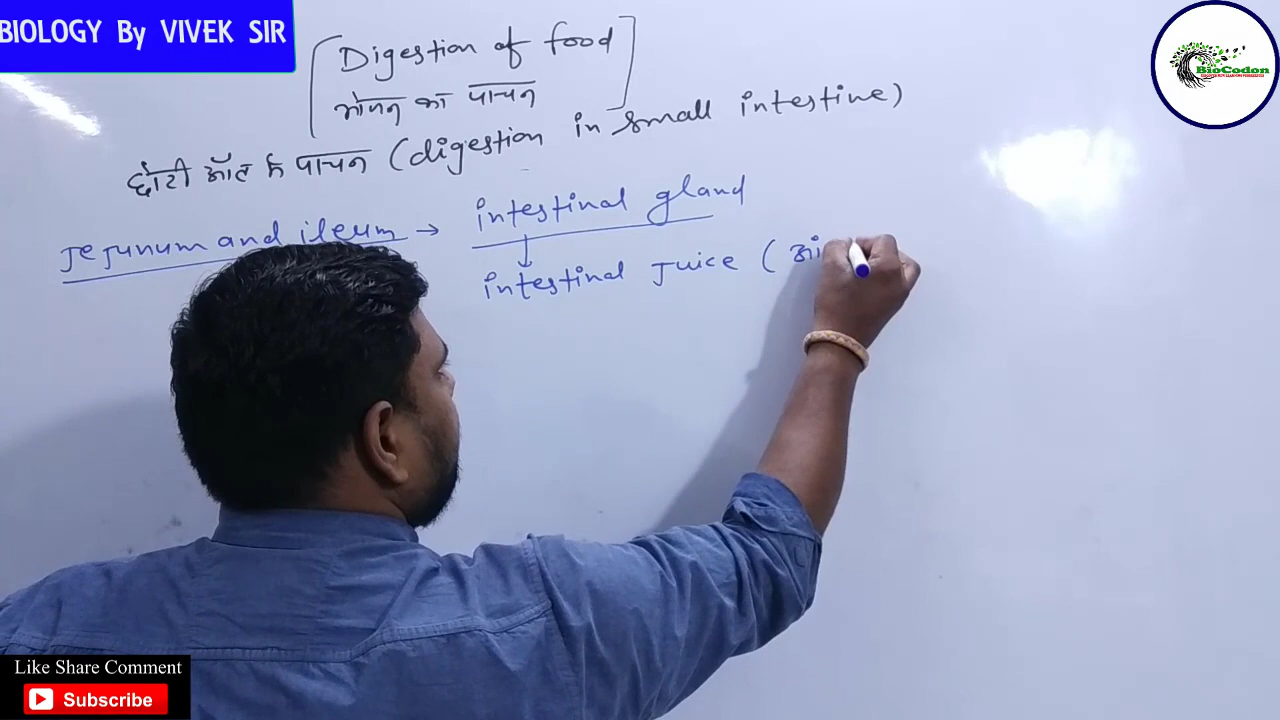 BIOLOGY By VIVEK SIR
BioCodon
[Digestion of food
भोजन का पाचन]
छोटी आँत में पाचन (digestion in small intestine)
Jejunum and ileum → intestinal gland
↓
intestinal Juice (आं
Like Share Comment
Subscribe